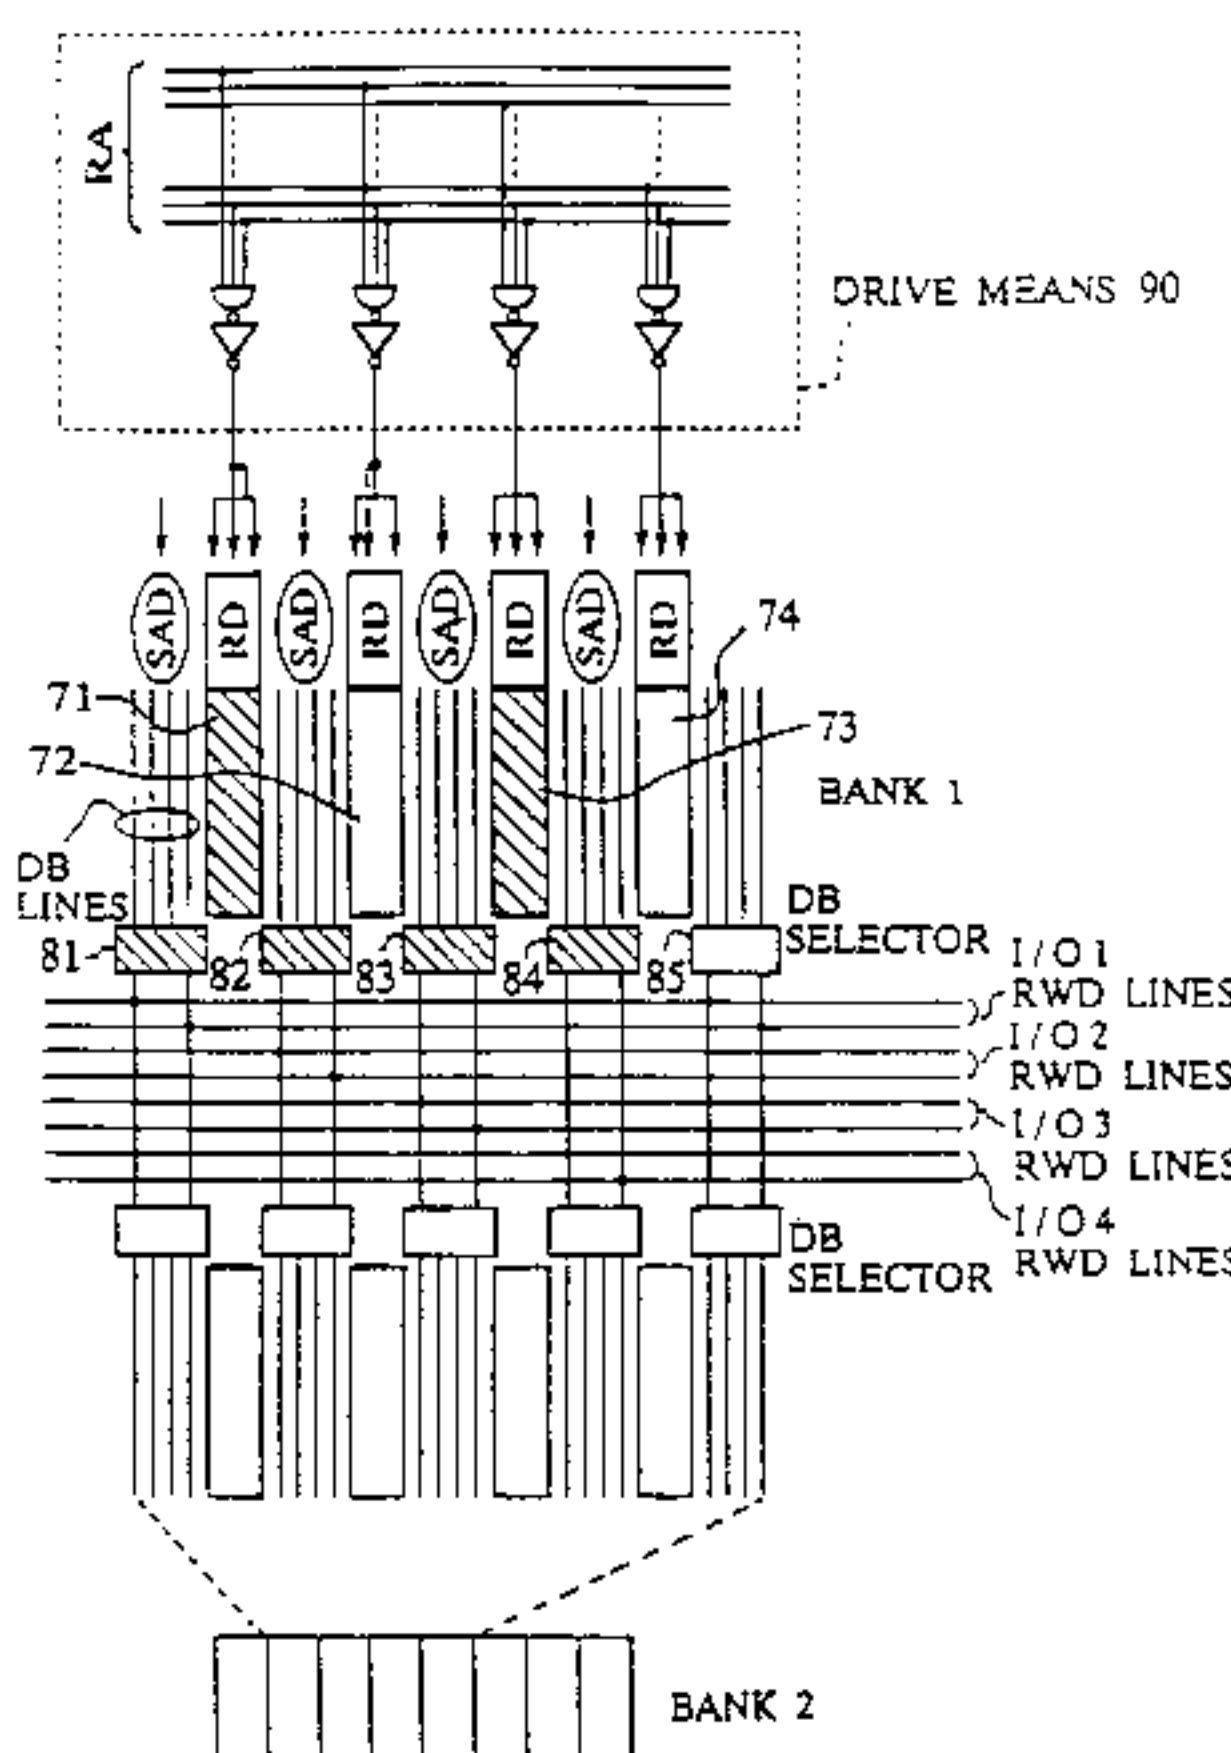 RA
DRIVE MEANS 90
SAD
RD
SAD
RD
SAD
RD
SAD
RD
74
71
73
72
BANK 1
DB
LINES
DB
SELECTOR
81
82
83
84
85
I/O 1
RWD LINES
I/O 2
RWD LINES
I/O 3
RWD LINES
I/O 4
RWD LINES
DB
SELECTOR
BANK 2